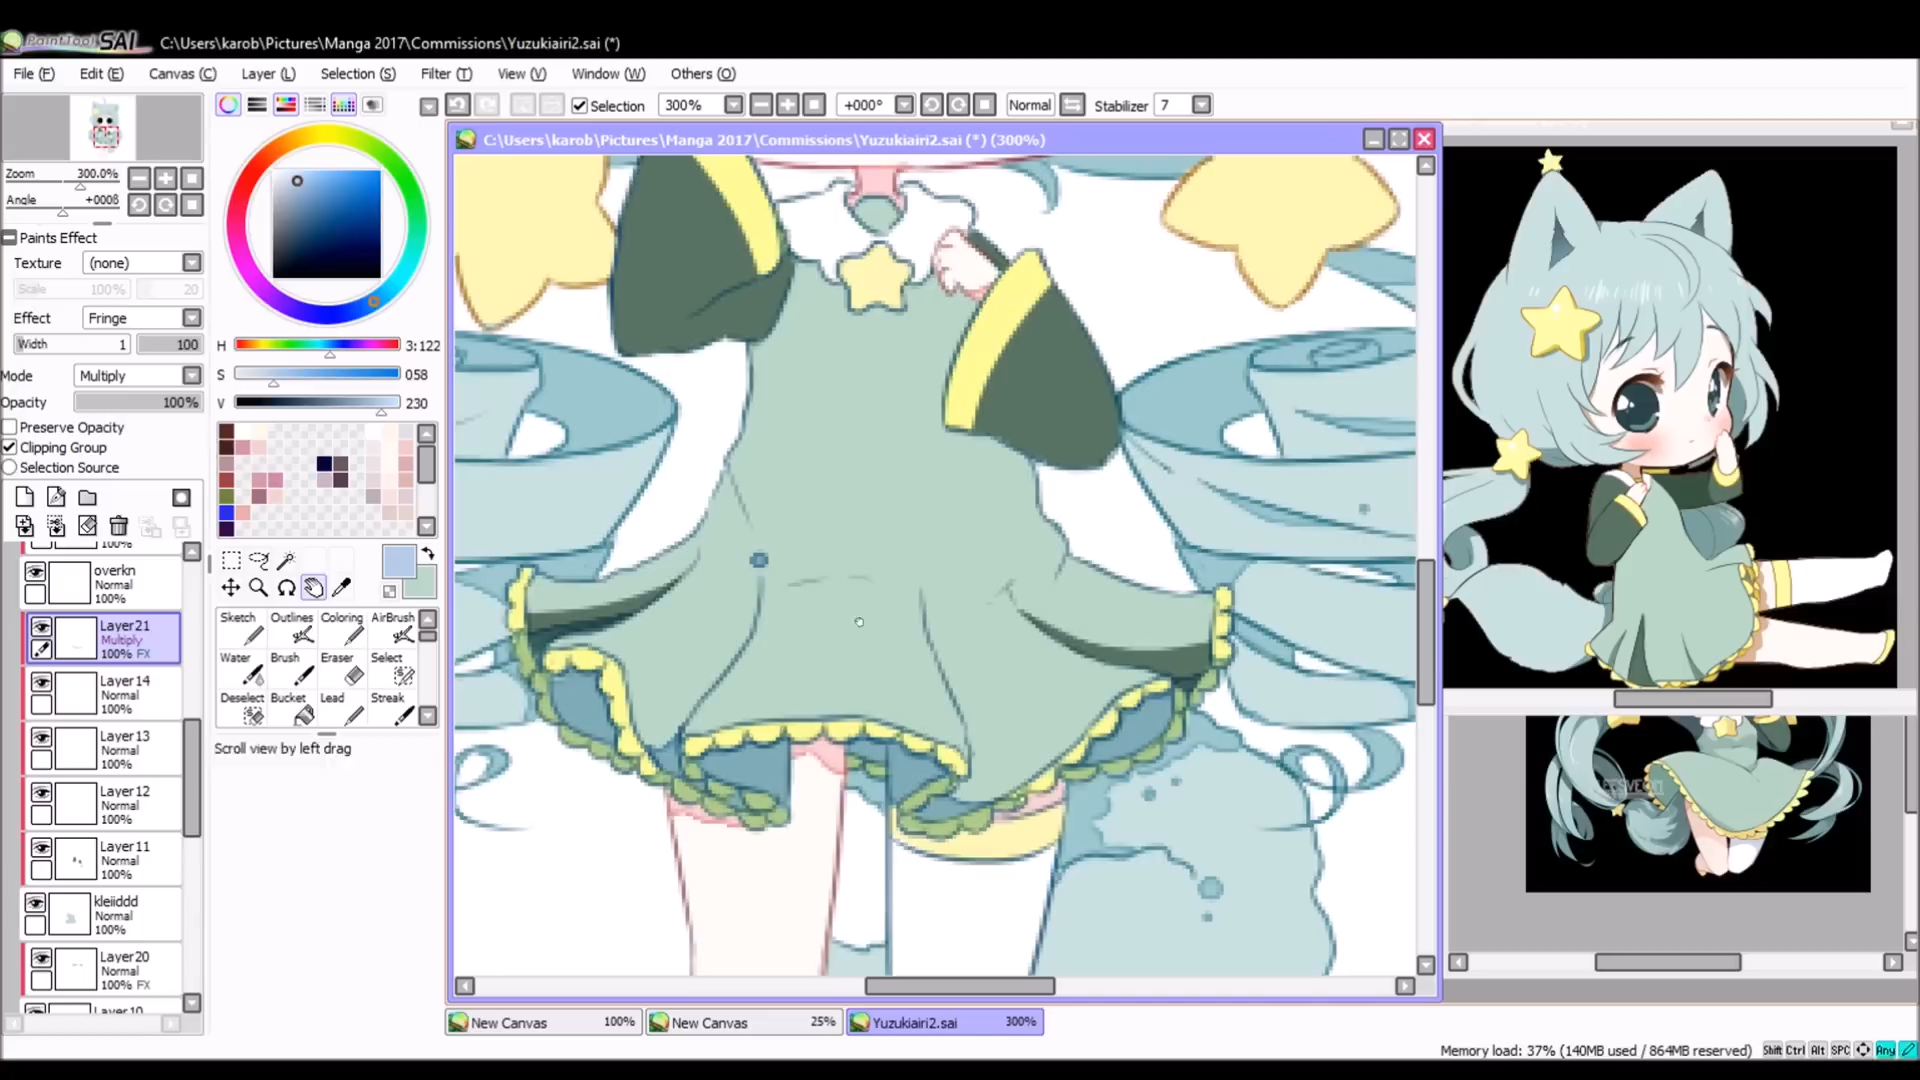 PaintTool SAI C:\Users\karob\Pictures\Manga 2017\Commissions\Yuzukiairi2.sai (*)
File (F) Edit (E) Canvas (C) Layer (L) Selection (S) Filter (T) View (V) Window (W) Others (O)
Selection 300% +000° Normal Stabilizer 7
C:\Users\karob\Pictures\Manga 2017\Commissions\Yuzukiairi2.sai (*) (300%)
Zoom 300.0%
Angle +000ß
Paints Effect
Texture (none)
Scale 100% 20
Effect Fringe
Width 1 100
Mode Multiply
Opacity 100%
Preserve Opacity
Clipping Group
Selection Source
H 3:122
S 058
V 230
100%
overkn
Normal
100%
Layer21
Multiply
100% FX
Layer14
Normal
100%
Layer13
Normal
100%
Layer12
Normal
100%
Layer11
Normal
100%
kleiiddd
Normal
100%
Layer20
Normal
100% FX
Layer10
Sketch Outlines Coloring AirBrush
Water Brush Eraser Select
Deselect Bucket Lead Streak
Scroll view by left drag
New Canvas 100% New Canvas 25% Yuzukiairi2.sai 300%
Memory load: 37% (140MB used / 864MB reserved) Shift Ctrl Alt SPC Any